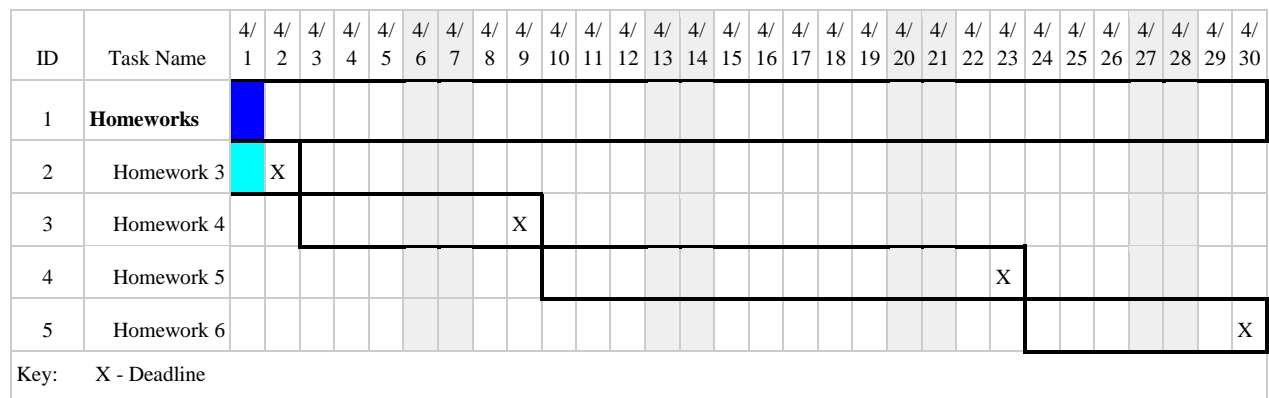 ID Task Name 4/1 4/2 4/3 4/4 4/5 4/6 4/7 4/8 4/9 4/10 4/11 4/12 4/13 4/14 4/15 4/16 4/17 4/18 4/19 4/20 4/21 4/22 4/23 4/24 4/25 4/26 4/27 4/28 4/29 4/30
1 Homeworks
2 Homework 3 X
3 Homework 4 X
4 Homework 5 X
5 Homework 6 X
Key: X - Deadline